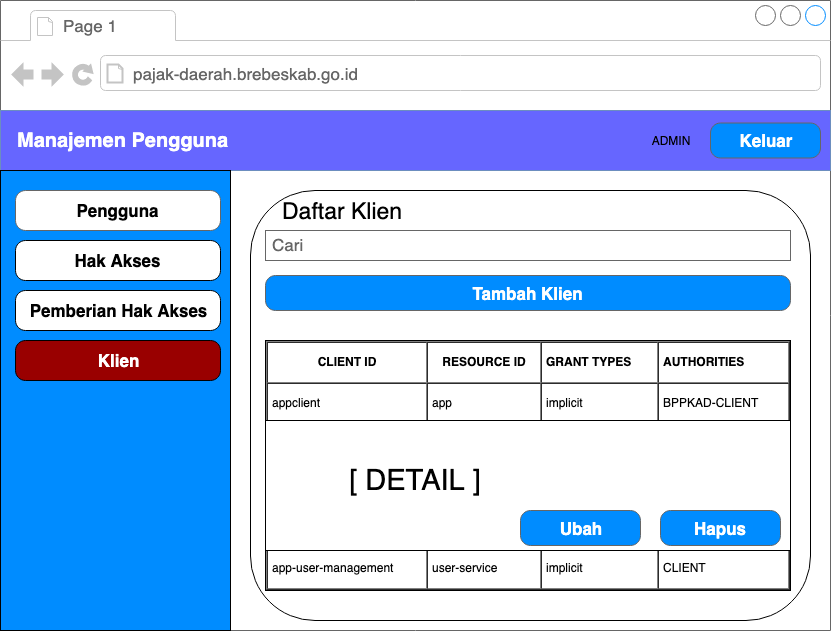 Page 1
pajak-daerah.brebeskab.go.id
Manajemen Pengguna
ADMIN
Keluar
Pengguna
Hak Akses
Pemberian Hak Akses
Klien
Daftar Klien
Cari
Tambah Klien
CLIENT ID RESOURCE ID GRANT TYPES AUTHORITIES
appclient app implicit BPPKAD-CLIENT
[ DETAIL ]
Ubah Hapus
app-user-management user-service implicit CLIENT